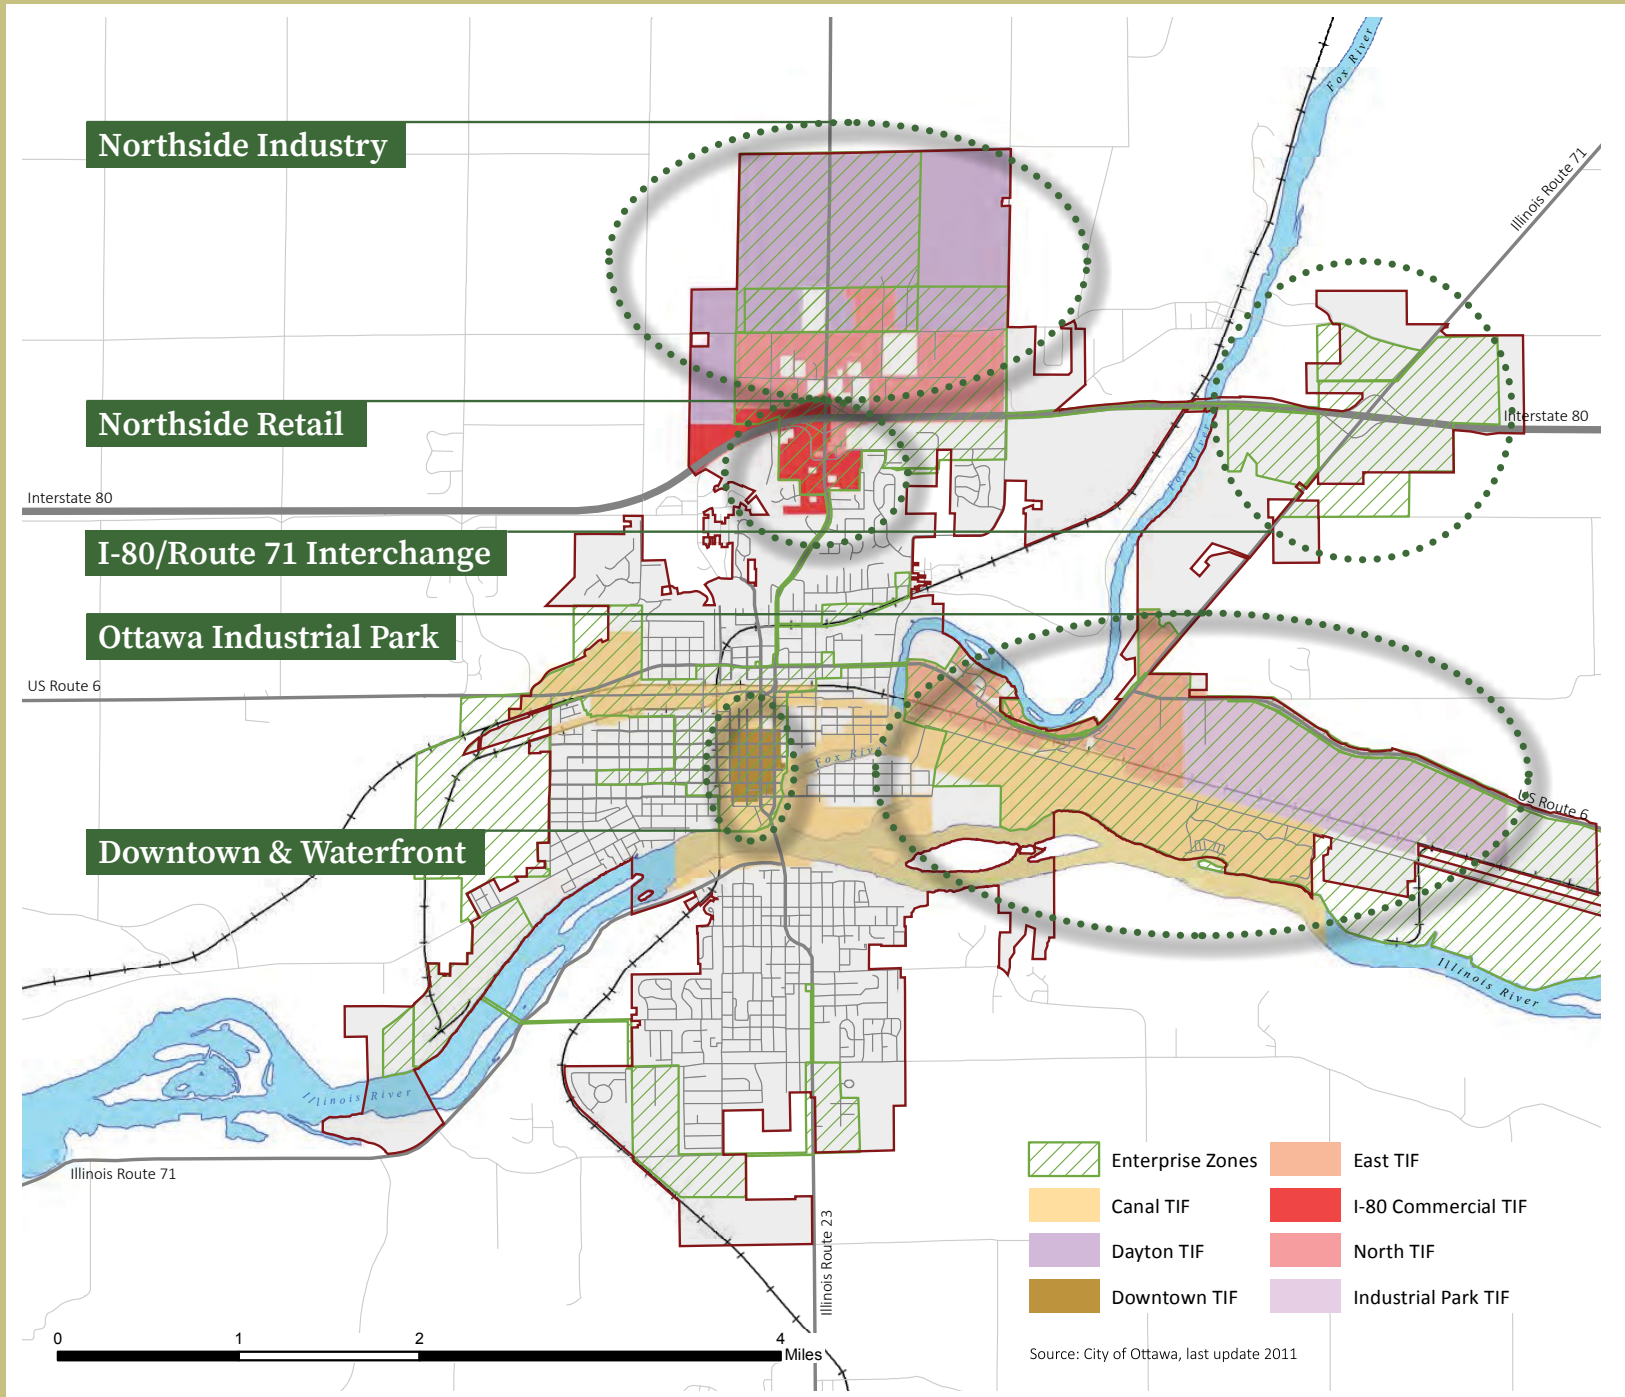 Fox River
Illinois Route 71
Northside Industry
Northside Retail
Interstate 80
Fox River
Interstate 80
I-80/Route 71 Interchange
Ottawa Industrial Park
US Route 6
Fox River
US Route 6
Downtown & Waterfront
Illinois River
Illinois River
Illinois Route 71
Illinois Route 23
Enterprise Zones
Canal TIF
Dayton TIF
Downtown TIF
East TIF
I-80 Commercial TIF
North TIF
Industrial Park TIF
0 1 2 4
Miles
Source: City of Ottawa, last update 2011